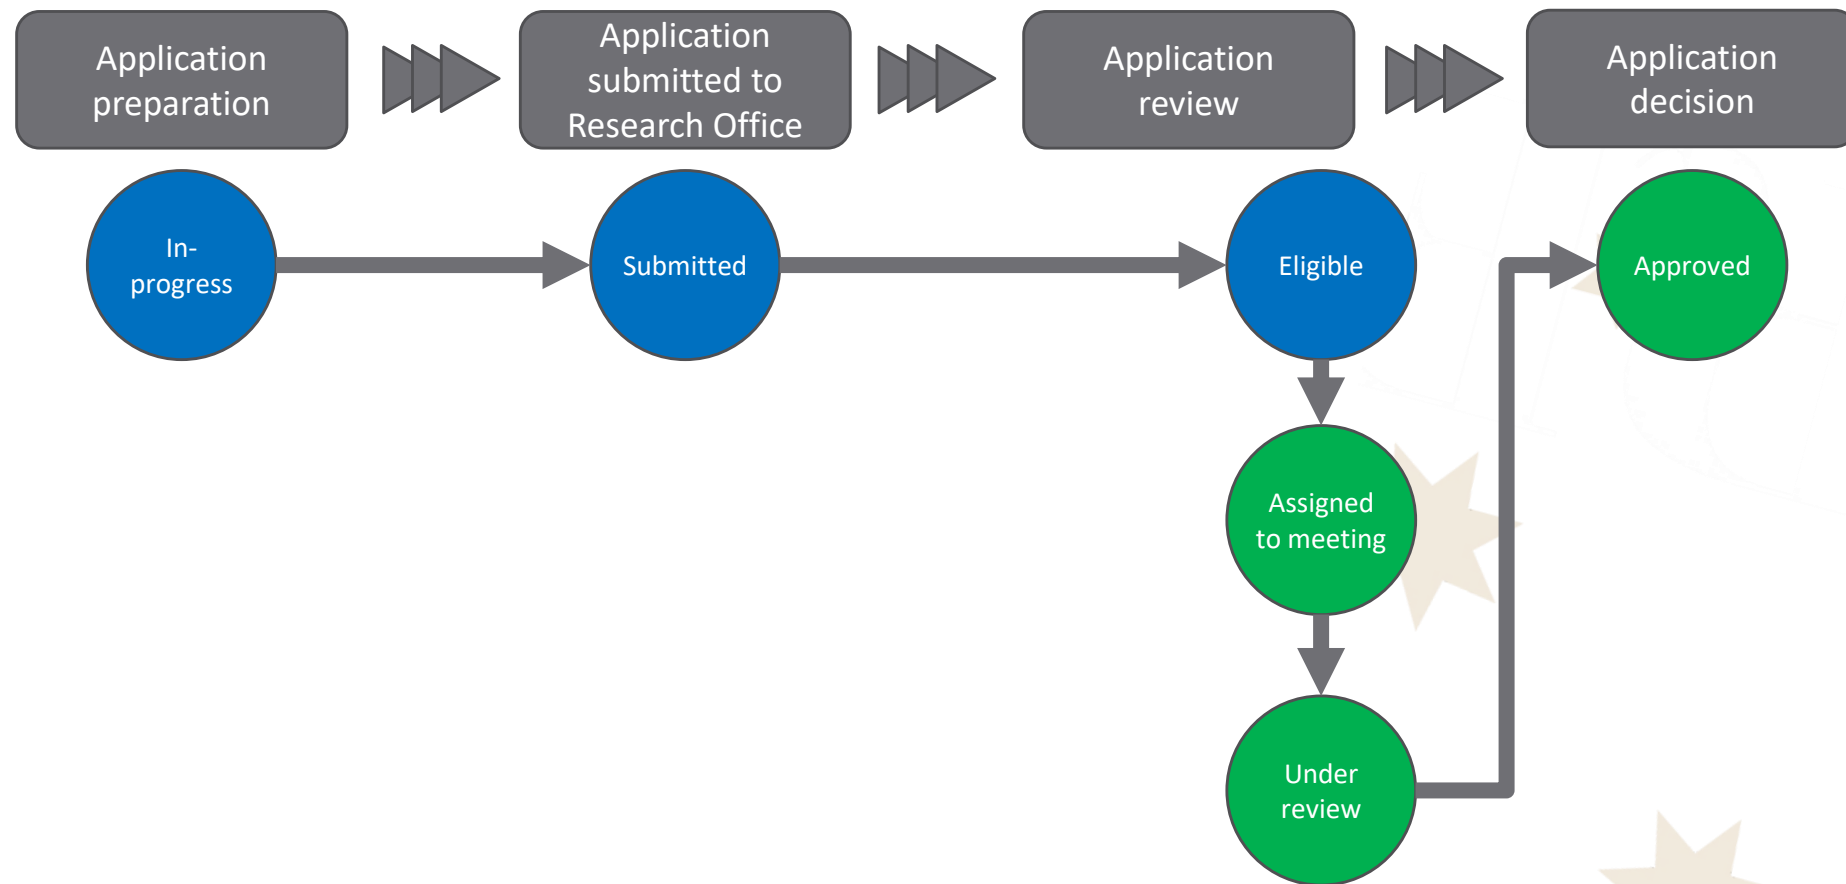 Application
preparation
Application
submitted to
Research Office
Application
review
Application
decision
In-
progress
Submitted
Eligible
Approved
Assigned
to meeting
Under
review